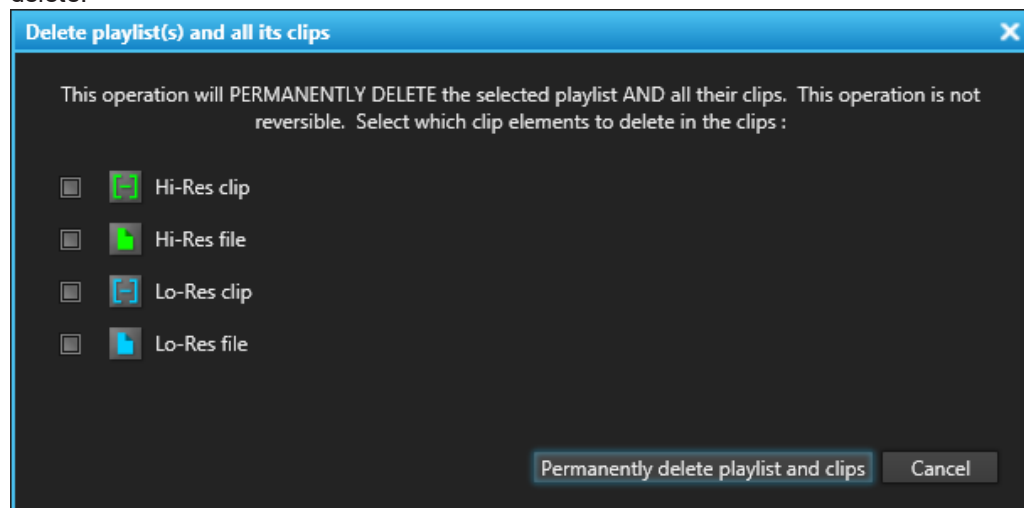 delete.
Delete playlist(s) and all its clips
This operation will PERMANENTLY DELETE the selected playlist AND all their clips.  This operation is not
reversible.  Select which clip elements to delete in the clips :
Hi-Res clip
Hi-Res file
Lo-Res clip
Lo-Res file
Permanently delete playlist and clips
Cancel